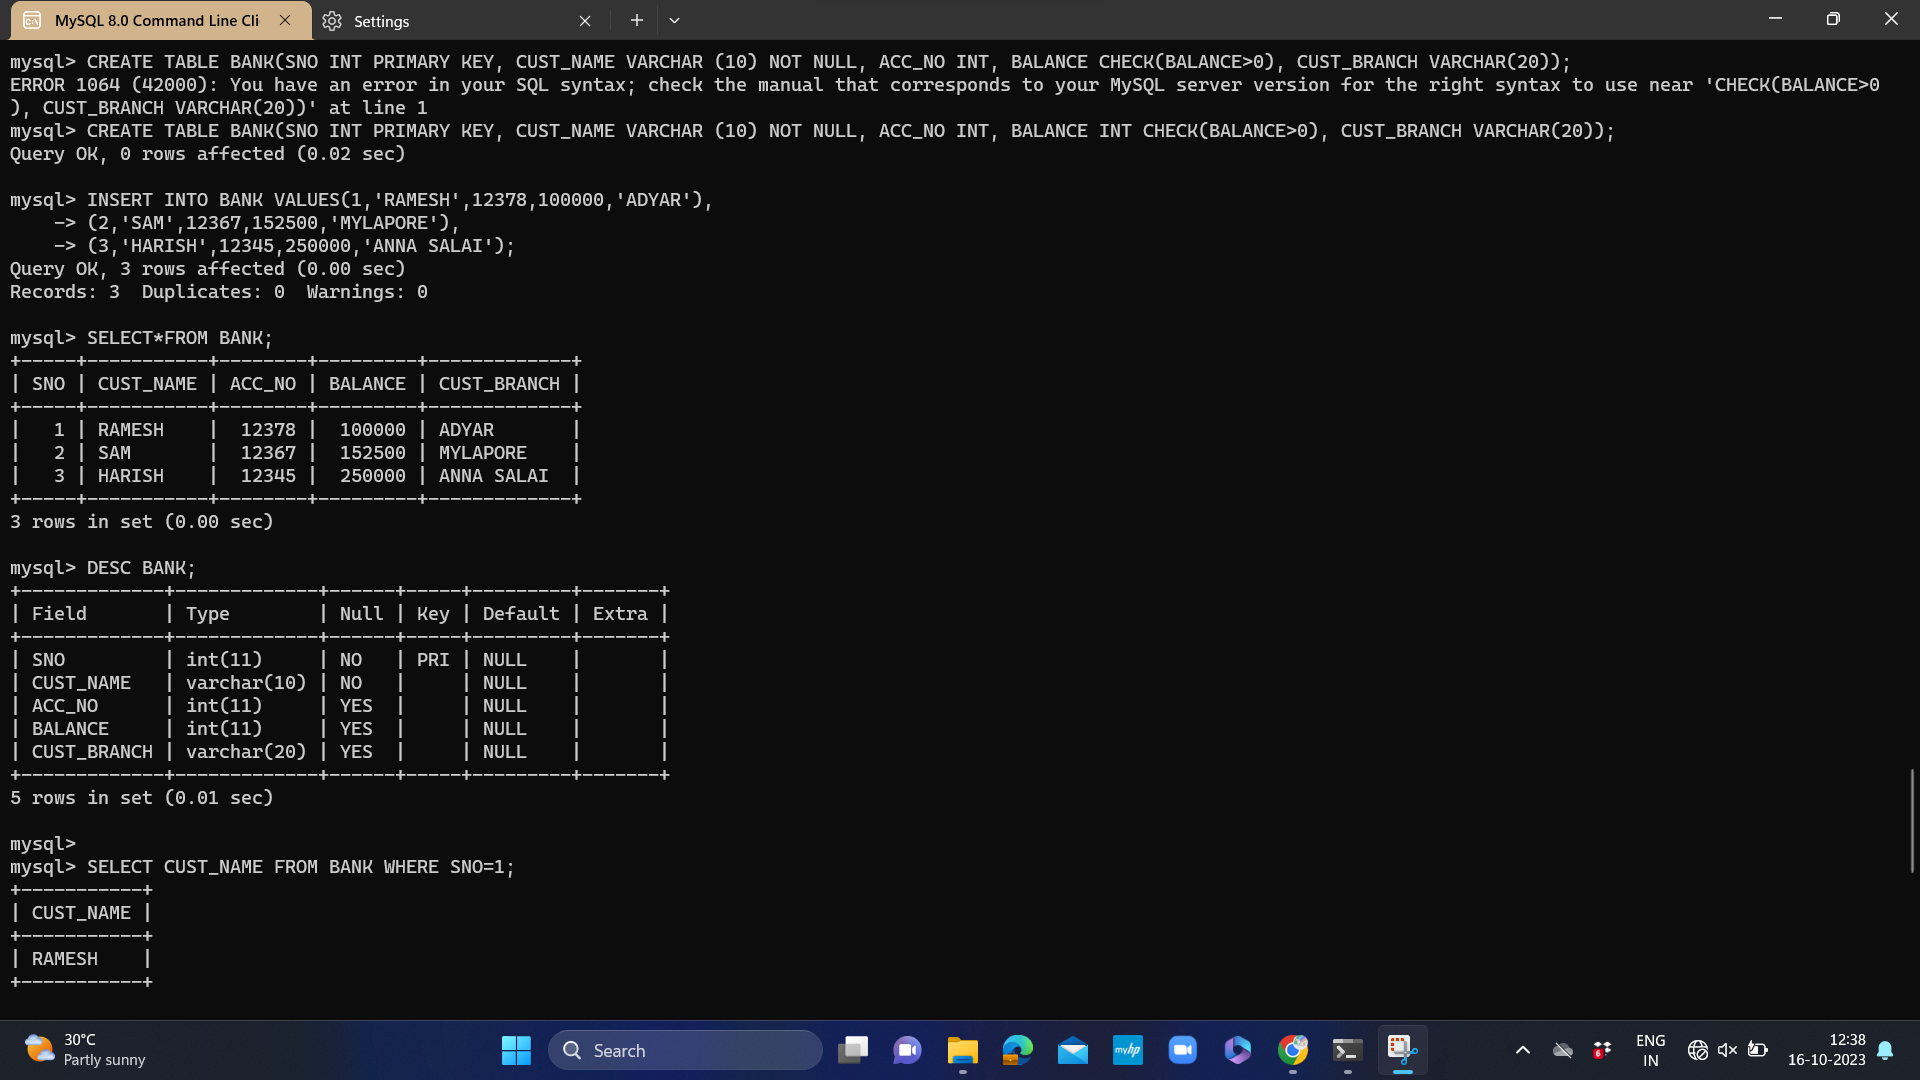 MySQL 8.0 Command Line Cli
Settings
mysql> CREATE TABLE BANK(SNO INT PRIMARY KEY, CUST_NAME VARCHAR (10) NOT NULL, ACC_NO INT, BALANCE CHECK(BALANCE>0), CUST_BRANCH VARCHAR(20));
ERROR 1064 (42000): You have an error in your SQL syntax; check the manual that corresponds to your MySQL server version for the right syntax to use near 'CHECK(BALANCE>0
), CUST_BRANCH VARCHAR(20))' at line 1
mysql> CREATE TABLE BANK(SNO INT PRIMARY KEY, CUST_NAME VARCHAR (10) NOT NULL, ACC_NO INT, BALANCE INT CHECK(BALANCE>0), CUST_BRANCH VARCHAR(20));
Query OK, 0 rows affected (0.02 sec)
mysql> INSERT INTO BANK VALUES(1,'RAMESH',12378,100000,'ADYAR'),
    -> (2,'SAM',12367,152500,'MYLAPORE'),
    -> (3,'HARISH',12345,250000,'ANNA SALAI');
Query OK, 3 rows affected (0.00 sec)
Records: 3  Duplicates: 0  Warnings: 0
mysql> SELECT*FROM BANK;
+-----+-----------+--------+---------+-------------+
| SNO | CUST_NAME | ACC_NO | BALANCE | CUST_BRANCH |
+-----+-----------+--------+---------+-------------+
|   1 | RAMESH    |  12378 |  100000 | ADYAR       |
|   2 | SAM       |  12367 |  152500 | MYLAPORE    |
|   3 | HARISH    |  12345 |  250000 | ANNA SALAI  |
+-----+-----------+--------+---------+-------------+
3 rows in set (0.00 sec)
mysql> DESC BANK;
+-------------+-------------+------+-----+---------+-------+
| Field       | Type        | Null | Key | Default | Extra |
+-------------+-------------+------+-----+---------+-------+
| SNO         | int(11)     | NO   | PRI | NULL    |       |
| CUST_NAME   | varchar(10) | NO   |     | NULL    |       |
| ACC_NO      | int(11)     | YES  |     | NULL    |       |
| BALANCE     | int(11)     | YES  |     | NULL    |       |
| CUST_BRANCH | varchar(20) | YES  |     | NULL    |       |
+-------------+-------------+------+-----+---------+-------+
5 rows in set (0.01 sec)
mysql>
mysql> SELECT CUST_NAME FROM BANK WHERE SNO=1;
+-----------+
| CUST_NAME |
+-----------+
| RAMESH    |
+-----------+
30°C
Partly sunny
Search
myhp
6
ENG
IN
12:38
16-10-2023